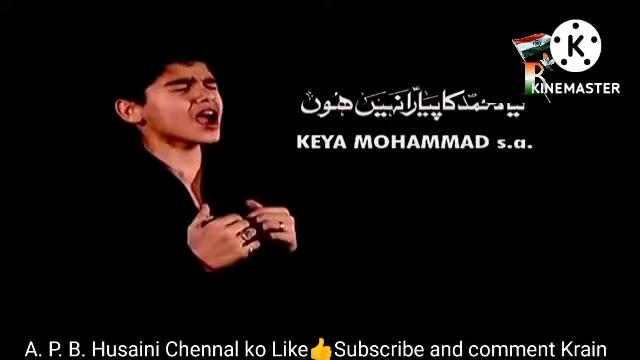 KINEMASTER
محمد کا پیارا نہیں ہوں
KEYA MOHAMMAD s.a.
A. P. B. Husaini Chennal ko Like👍Subscribe and comment Krain